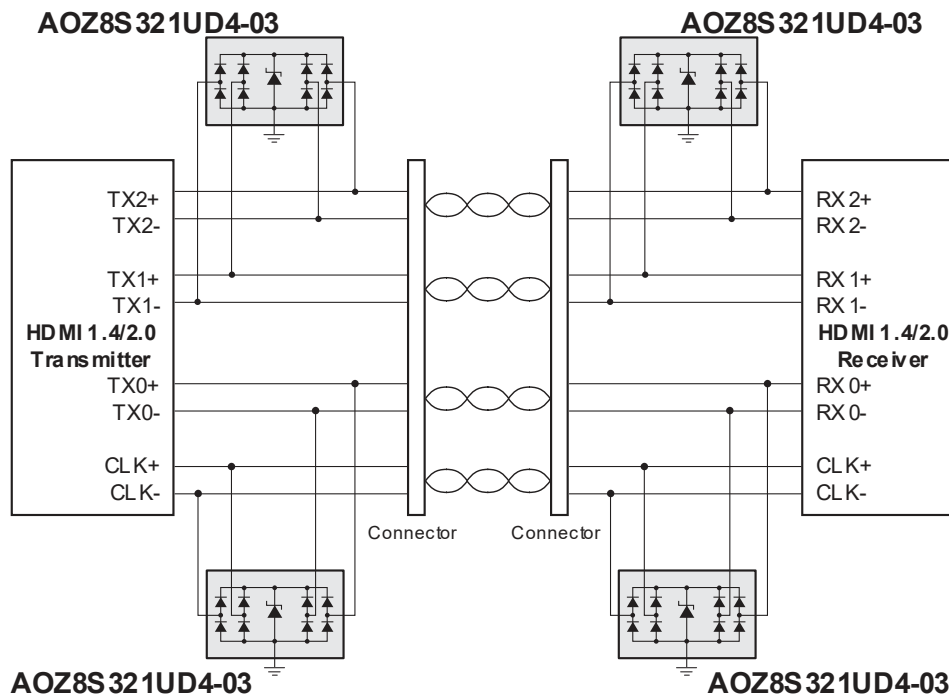 AOZ8S321UD4-03
AOZ8S321UD4-03
TX2+
TX2-
TX1+
TX1-
HDMI 1.4/2.0
Transmitter
TX0+
TX0-
CLK+
CLK-
RX2+
RX2-
RX1+
RX1-
HDMI 1.4/2.0
Receiver
RX0+
RX0-
CLK+
CLK-
Connector
Connector
AOZ8S321UD4-03
AOZ8S321UD4-03